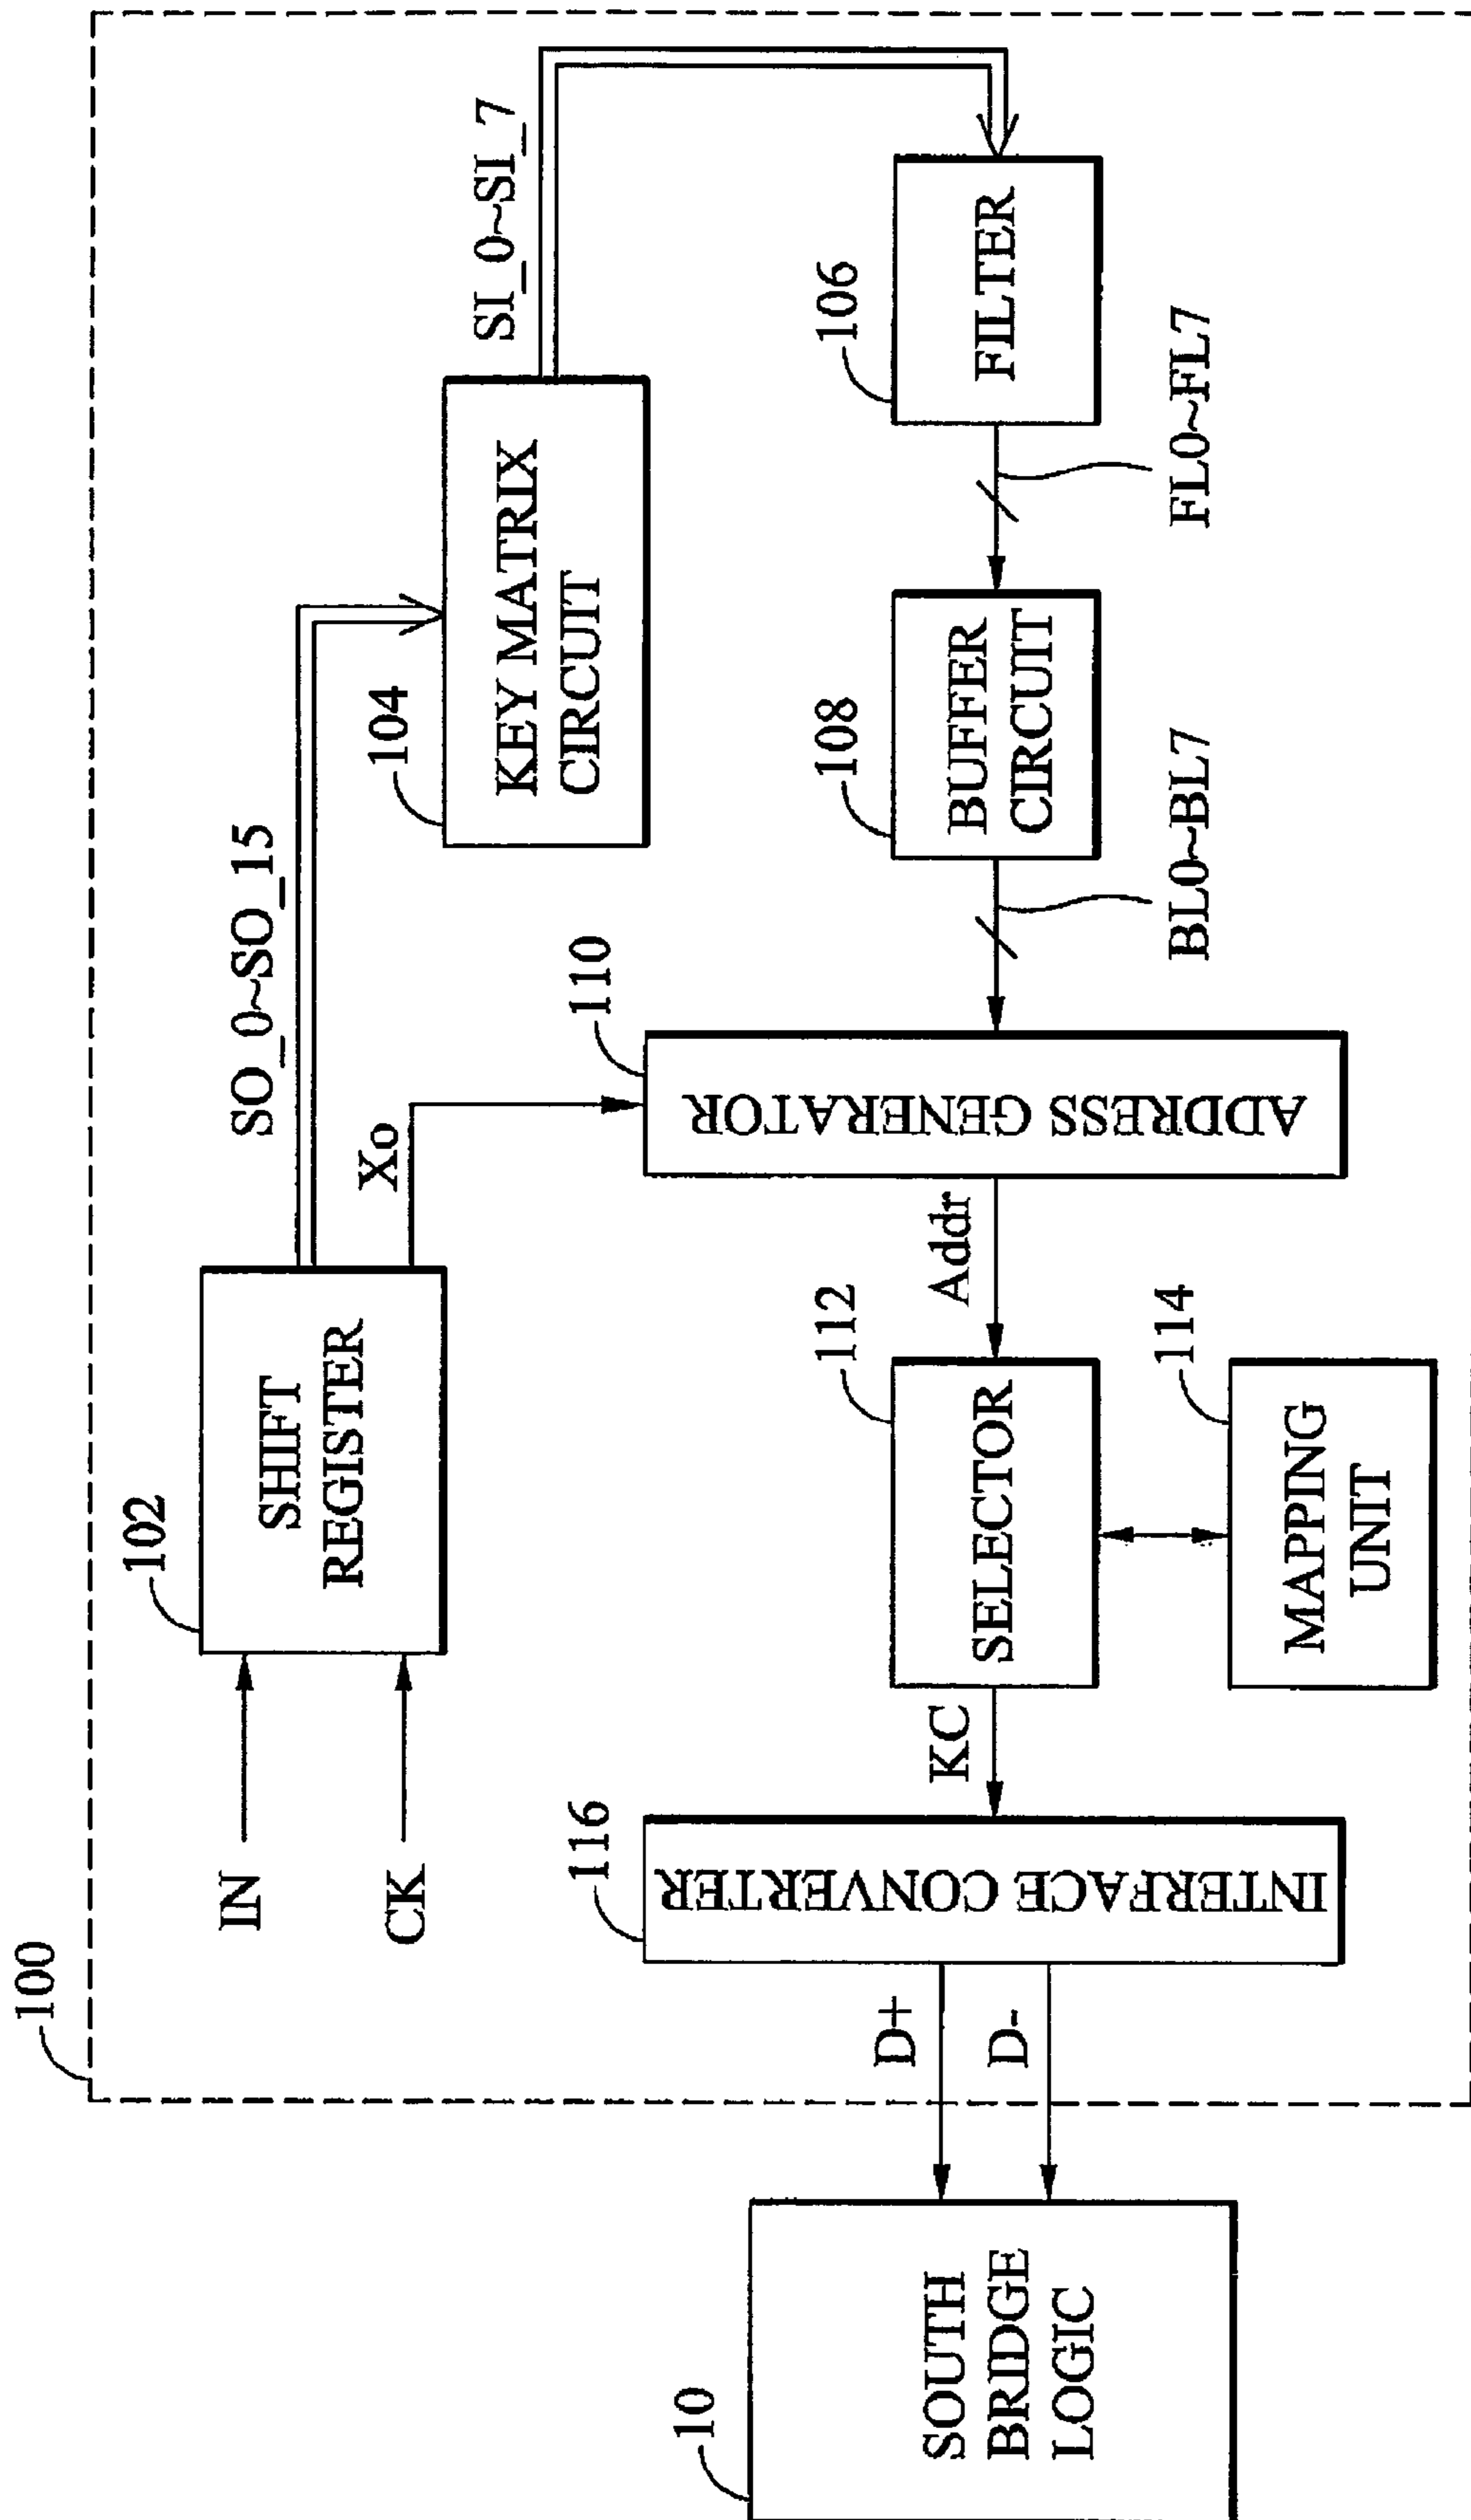 100
102
IN
CK
SHIFT
REGISTER
SO_0~SO_15
Xo
104
KEY MATRIX
CIRCUIT
SI_0~SI_7
106
FILTER
FL0~FL7
108
BUFFER
CIRCUIT
BL0~BL7
110
ADDRESS GENERATOR
Addr
112
SELECTOR
114
MAPPING
UNIT
KC
116
INTERFACE CONVERTER
D+
D-
10
SOUTH
BRIDGE
LOGIC